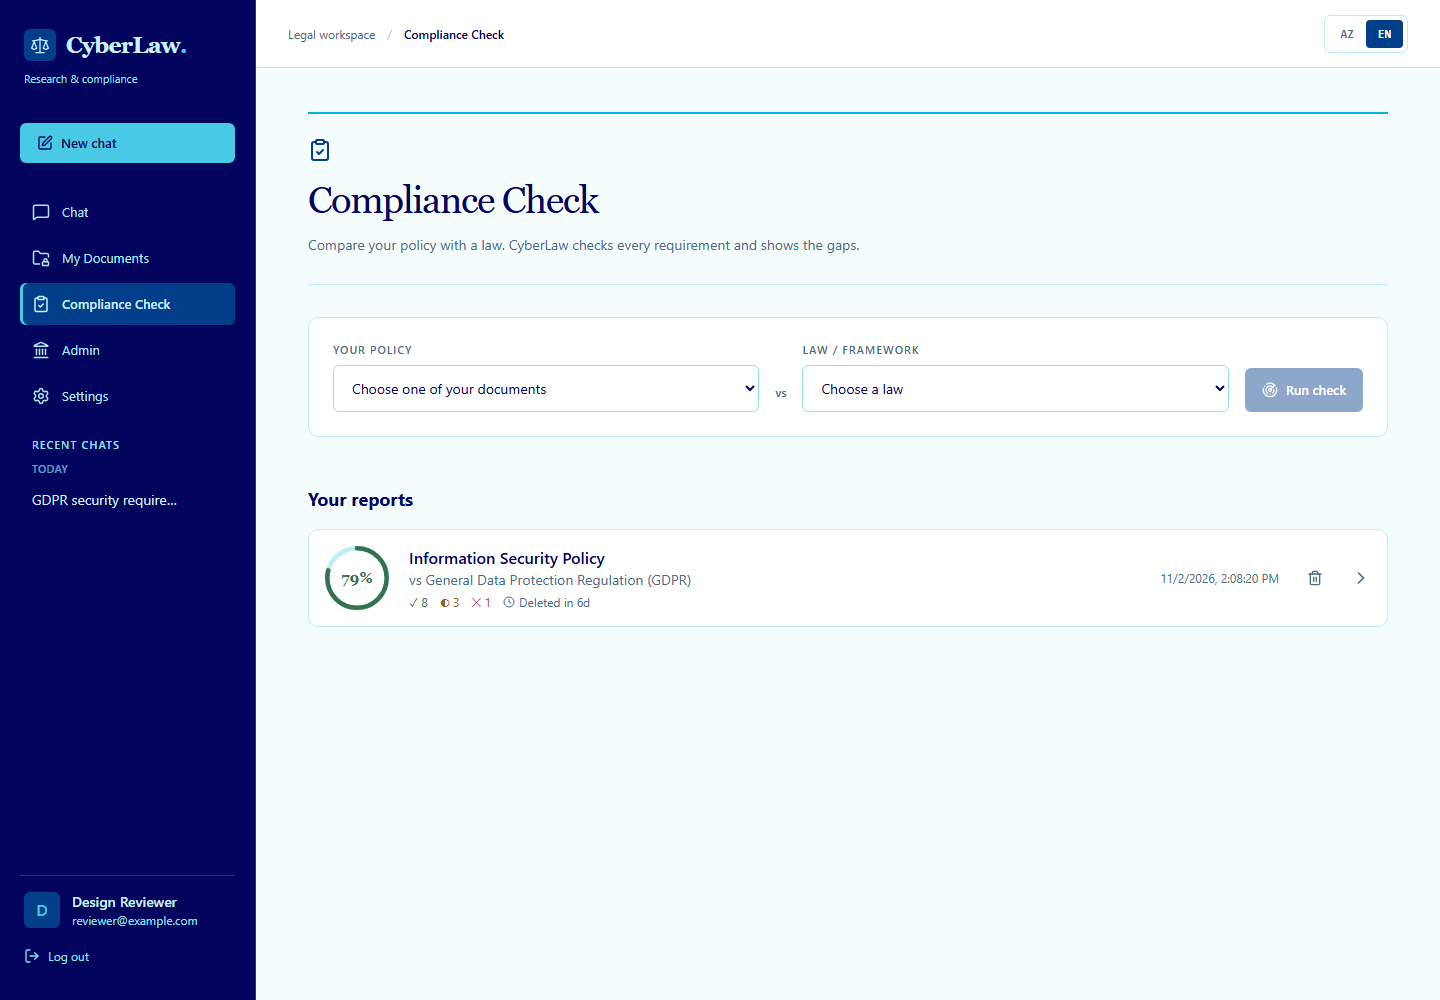 CyberLaw.
Research & compliance
New chat
Chat
My Documents
Compliance Check
Admin
Settings
RECENT CHATS
TODAY
GDPR security require...
Design Reviewer
D
reviewer@example.com
Log out
Legal workspace / Compliance Check
AZ EN
Compliance Check
Compare your policy with a law. CyberLaw checks every requirement and shows the gaps.
YOUR POLICY
Choose one of your documents
vs
LAW / FRAMEWORK
Choose a law
Run check
Your reports
79%
Information Security Policy
vs General Data Protection Regulation (GDPR)
✓ 8 ◐ 3 ✕ 1 Deleted in 6d
11/2/2026, 2:08:20 PM